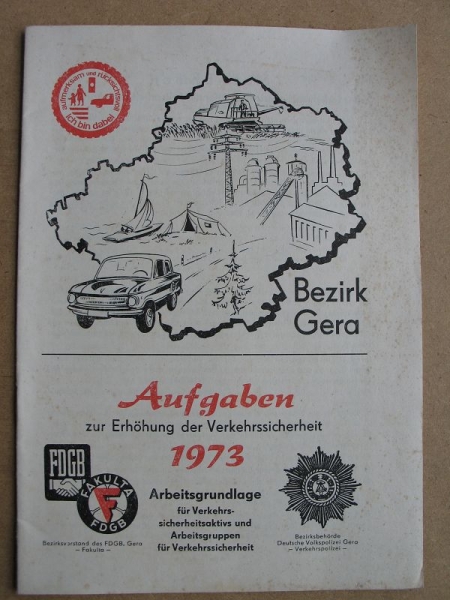 aufmerksam und rücksichtsvoll
ich bin dabei
Bezirk
Gera
Aufgaben
zur Erhöhung der Verkehrssicherheit
1973
FDGB
FAKULTA
F
FDGB
Arbeitsgrundlage
für Verkehrs-
sicherheitsaktivs und
Arbeitsgruppen
für Verkehrssicherheit
Bezirksvorstand des FDGB, Gera
– Fakulta –
Bezirksbehörde
Deutsche Volkspolizei Gera
– Verkehrspolizei –